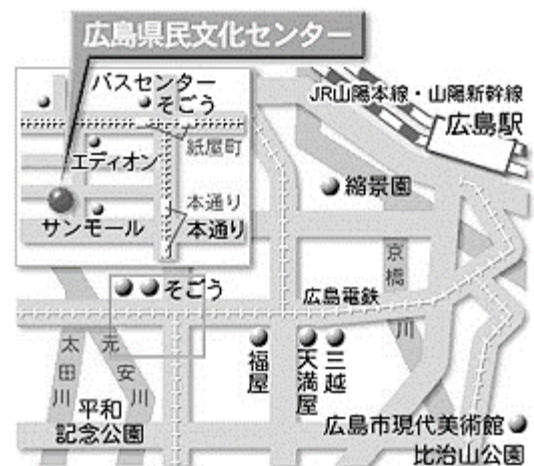 広島県民文化センター
バスセンター
そごう
紙屋町
エディオン
本通り
サンモール
本通り
JR山陽本線・山陽新幹線
広島駅
縮景園
京橋川
そごう
広島電鉄
福屋
天満屋
三越
太田川
元安川
平和
記念公園
広島市現代美術館
比治山公園